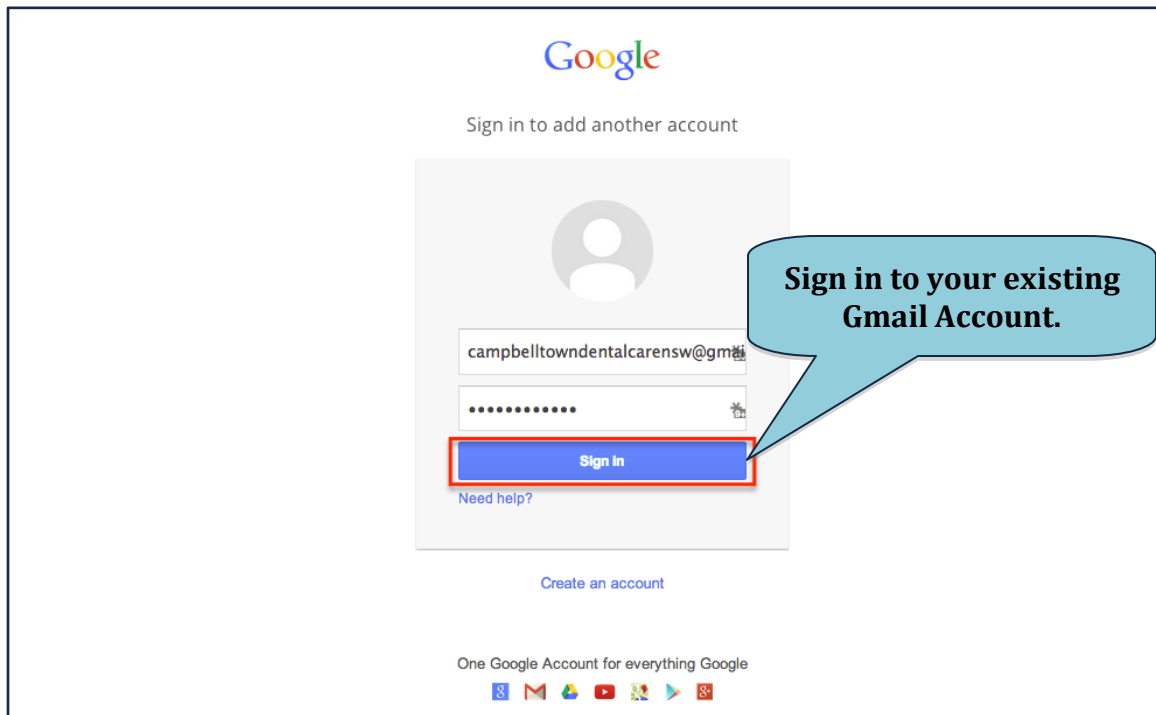 Google
Sign in to add another account
Sign in to your existing
Gmail Account.
campbelltowndentalcarensw@gmai
••••••••••••
Sign in
Need help?
Create an account
One Google Account for everything Google